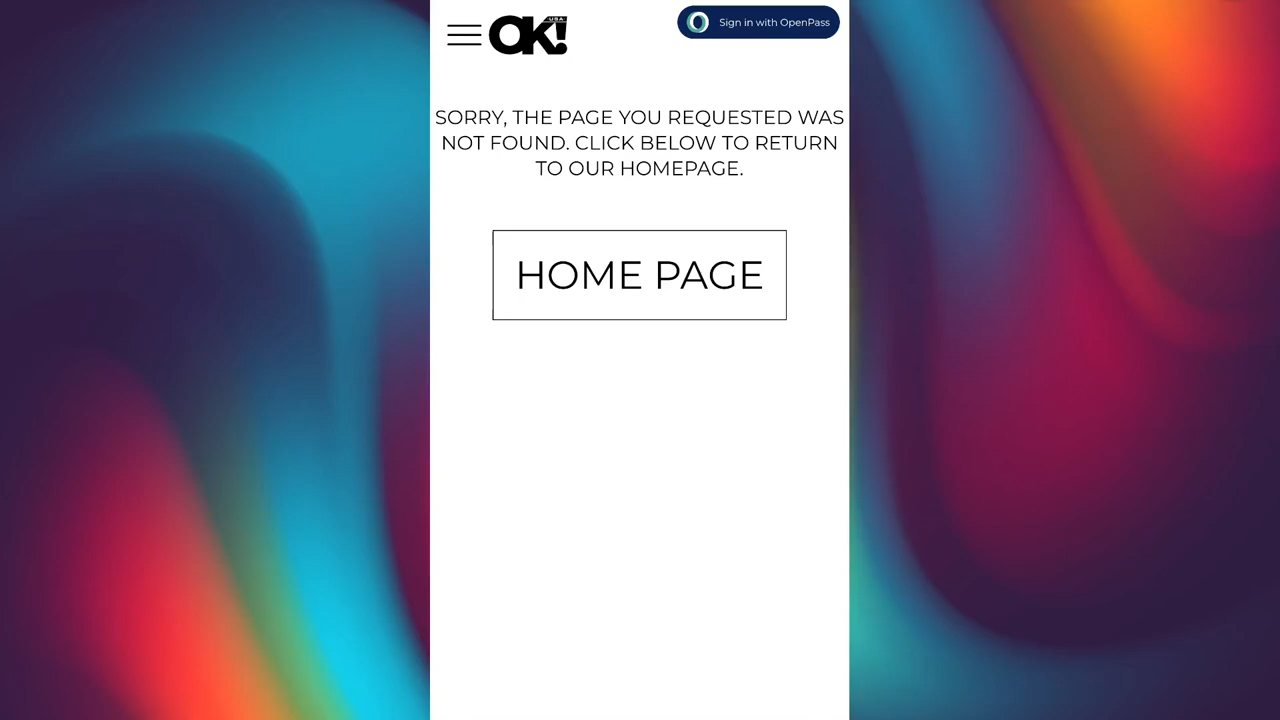 OK!
USA
Sign in with OpenPass
SORRY, THE PAGE YOU REQUESTED WAS
NOT FOUND. CLICK BELOW TO RETURN
TO OUR HOMEPAGE.
HOME PAGE